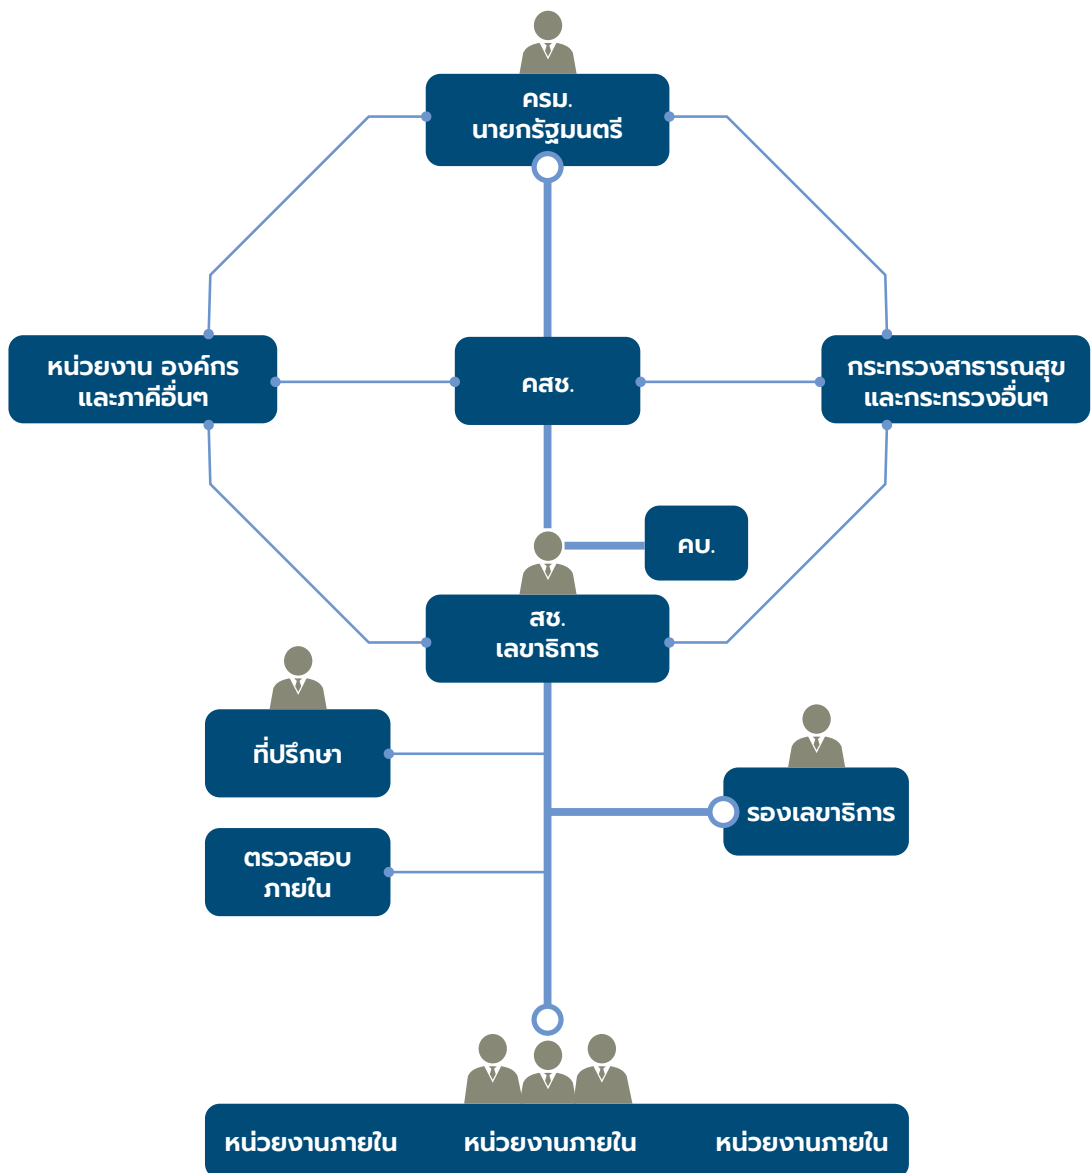 ครม.
นายกรัฐมนตรี
หน่วยงาน องค์กร
และภาคีอื่นๆ
คสช.
กระทรวงสาธารณสุข
และกระทรวงอื่นๆ
คบ.
สช.
เลขาธิการ
ที่ปรึกษา
รองเลขาธิการ
ตรวจสอบ
ภายใน
หน่วยงานภายใน หน่วยงานภายใน หน่วยงานภายใน